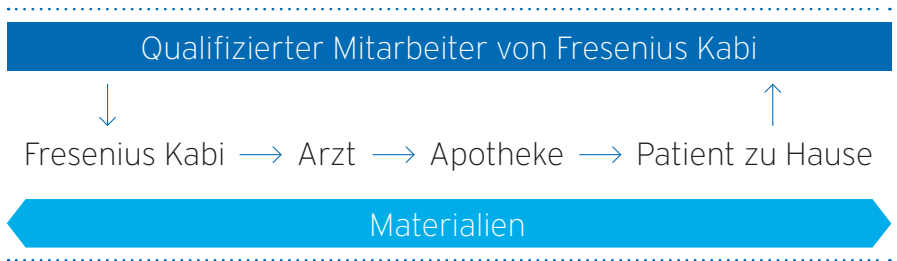 Qualifizierter Mitarbeiter von Fresenius Kabi
Fresenius Kabi → Arzt → Apotheke → Patient zu Hause
Materialien